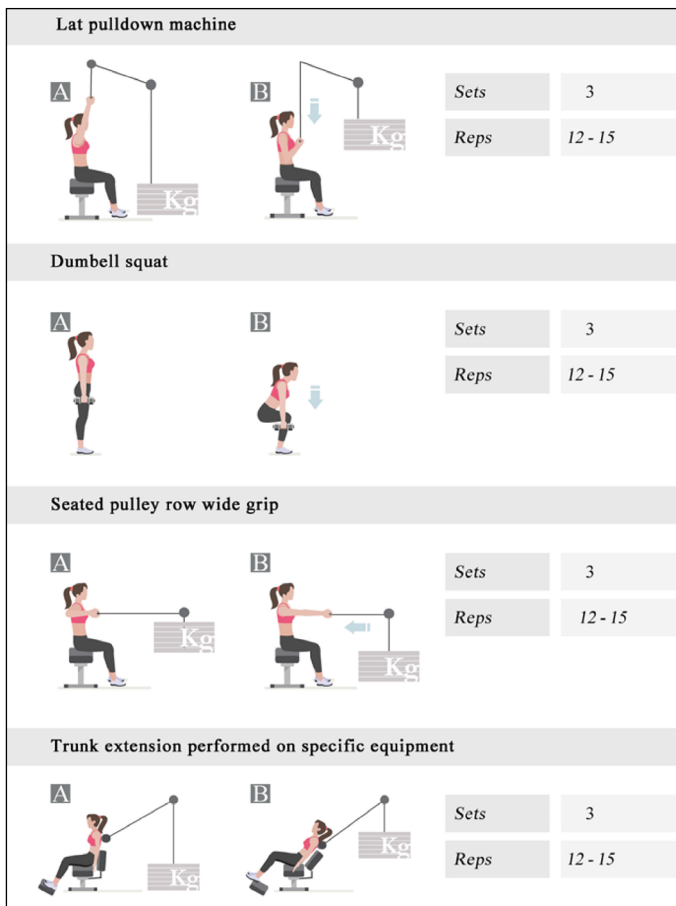 Lat pulldown machine
A B Sets 3
Kg Kg Reps 12 - 15
Dumbell squat
A B Sets 3
Reps 12 - 15
Seated pulley row wide grip
A B Sets 3
Kg Kg Reps 12 - 15
Trunk extension performed on specific equipment
A B Sets 3
Kg Kg Reps 12 - 15